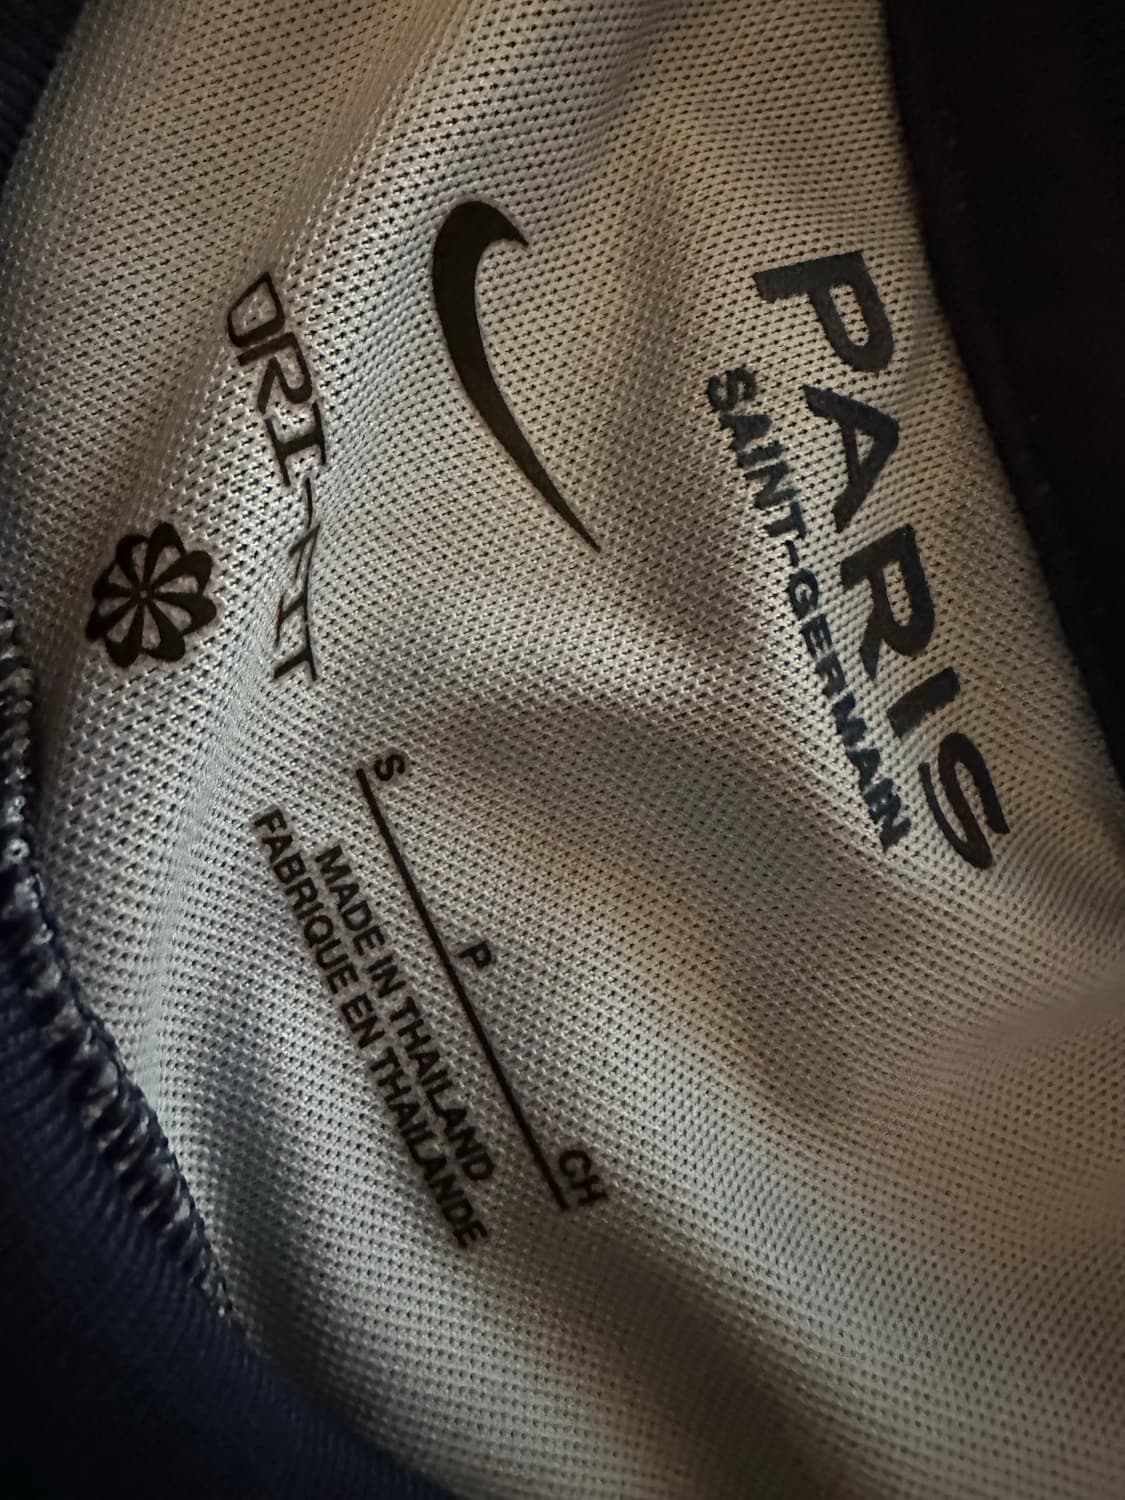 PARIS
SAINT-GERMAIN
DRI-FIT
S P CH
MADE IN THAILAND
FABRIQUE EN THAILANDE